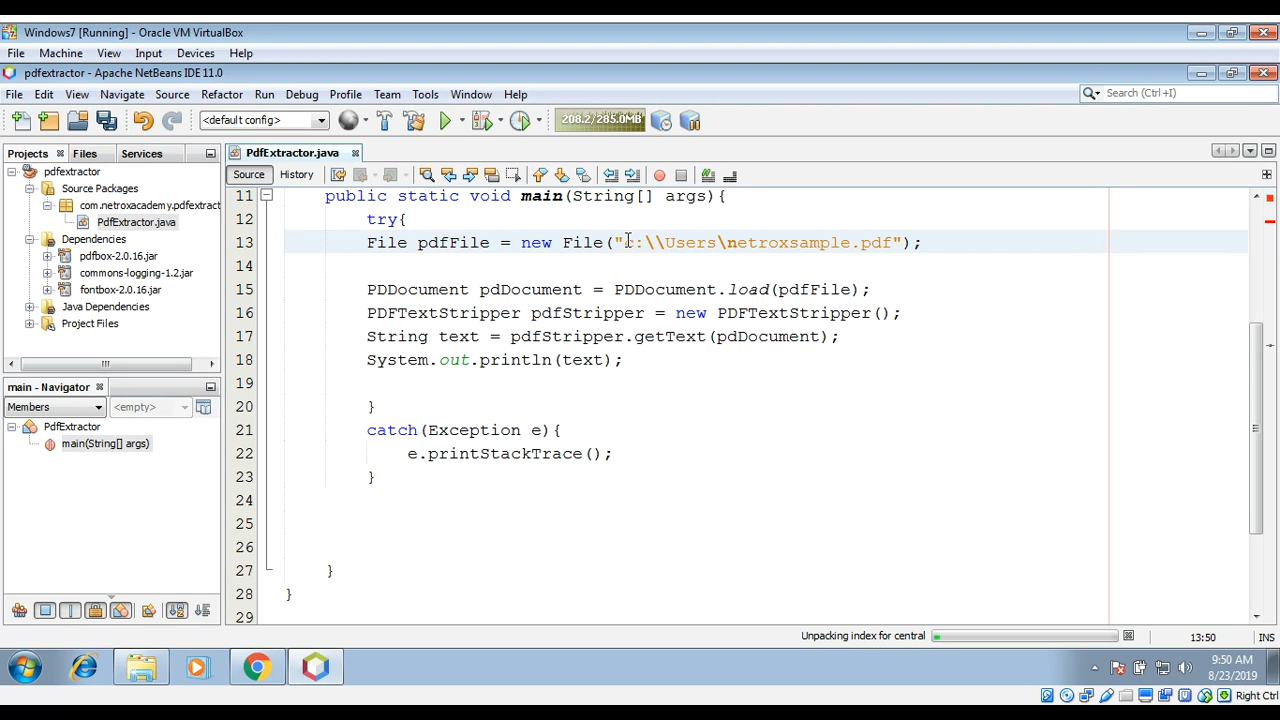 Windows7 [Running] - Oracle VM VirtualBox
File Machine View Input Devices Help
pdfextractor - Apache NetBeans IDE 11.0
File Edit View Navigate Source Refactor Run Debug Profile Team Tools Window Help
Search (Ctrl +I)
<default config>
208.2/285.0MB
Projects Files Services
PdfExtractor.java
pdfextractor
Source Packages
com.netroxacademy.pdfextract
PdfExtractor.java
Dependencies
pdfbox-2.0.16.jar
commons-logging-1.2.jar
fontbox-2.0.16.jar
Java Dependencies
Project Files
main - Navigator
Members
<empty>
PdfExtractor
main(String[] args)
Source History
11 public static void main(String[] args){
12 try{
13 File pdfFile = new File(":\\Users\netroxsample.pdf");
14
15 PDDocument pdDocument = PDDocument.load(pdfFile);
16 PDFTextStripper pdfStripper = new PDFTextStripper();
17 String text = pdfStripper.getText(pdDocument);
18 System.out.println(text);
19
20 }
21 catch(Exception e){
22 e.printStackTrace();
23 }
24
25
26
27 }
28 }
29
Unpacking index for central
13:50
INS
9:50 AM
8/23/2019
Right Ctrl